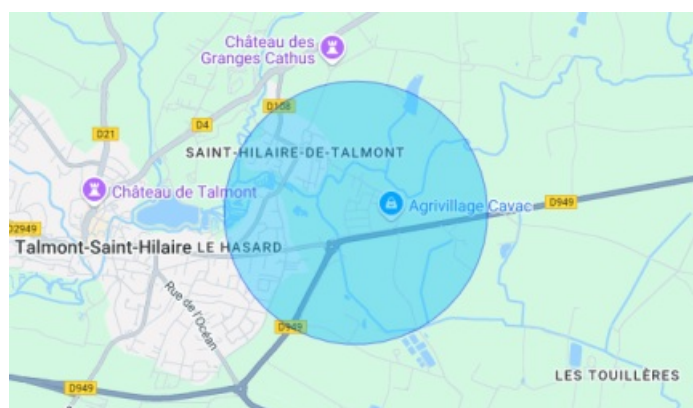 Château des
Granges Cathus
D108
D21
D4
SAINT-HILAIRE-DE-TALMONT
Château de Talmont
Agrivillage Cavac
D949
D2949
Talmont-Saint-Hilaire
LE HASARD
Rue de l'Océan
D949
LES TOUILLÈRES
D949